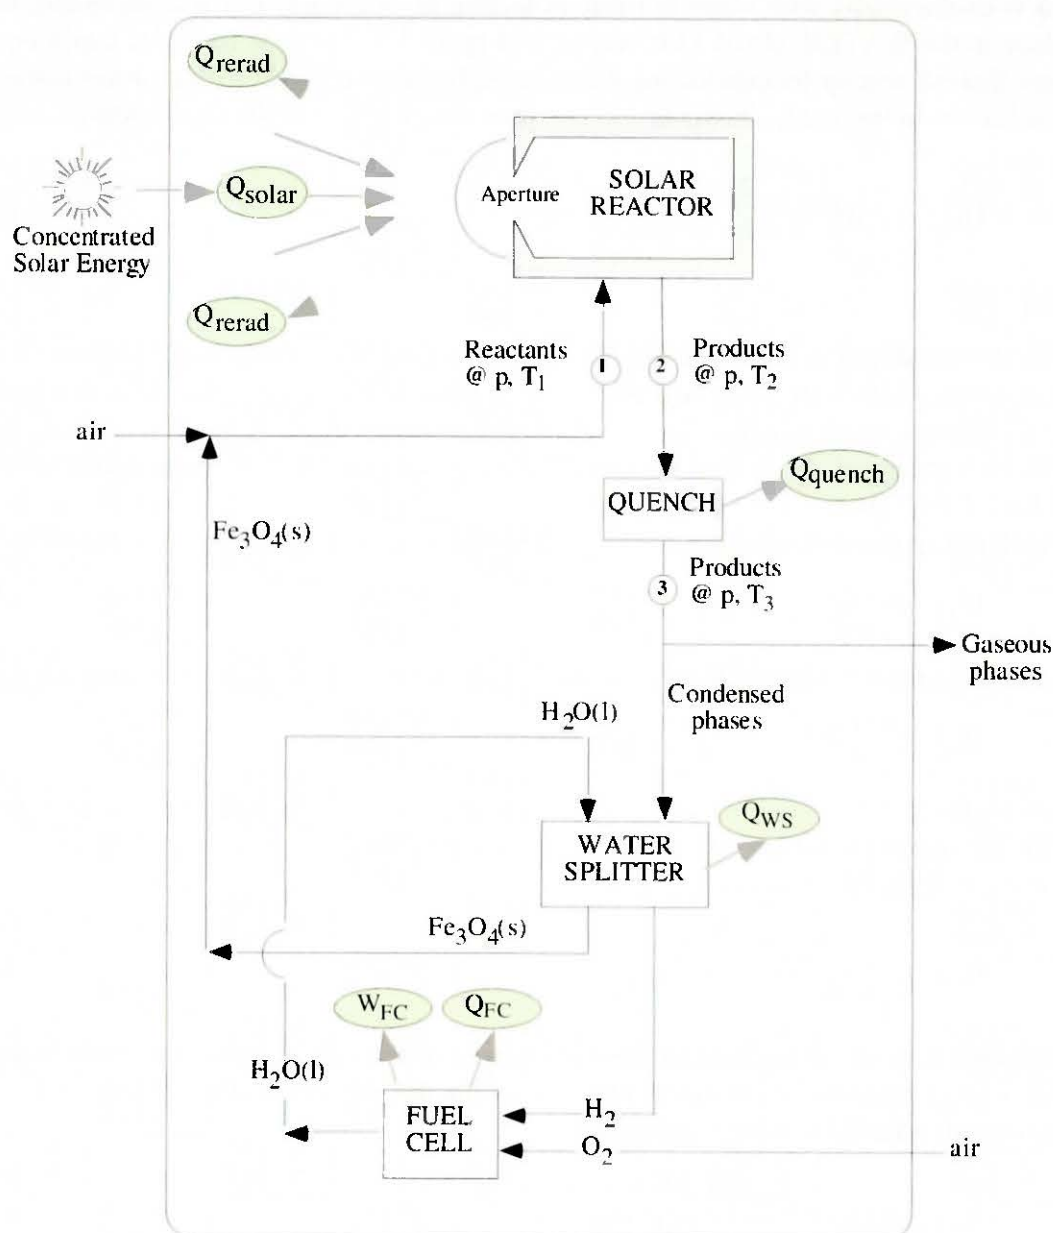 Qrerad
Qsolar
Concentrated
Solar Energy
Qrerad
Aperture
SOLAR
REACTOR
Reactants
@ p, T1
1
2
Products
@ p, T2
air
QUENCH
Qquench
Fe3O4(s)
3
Products
@ p, T3
Gaseous
phases
Condensed
phases
H2O(l)
WATER
SPLITTER
QWS
Fe3O4(s)
WFC
QFC
H2O(l)
FUEL
CELL
H2
O2
air